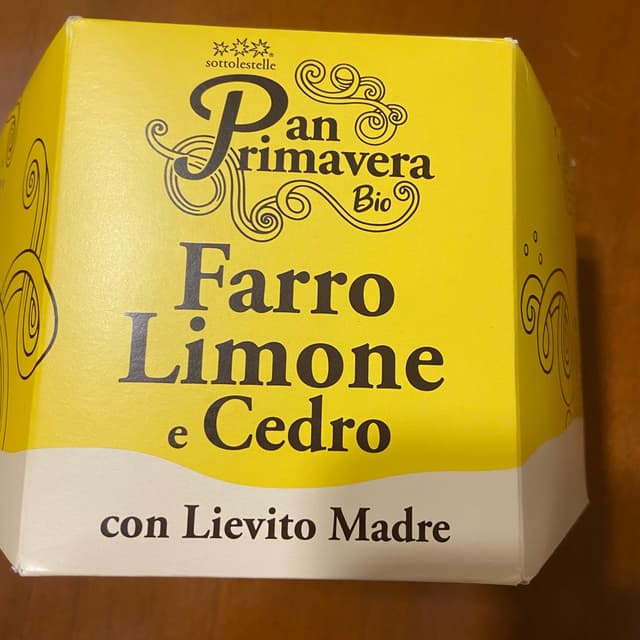 sottolestelle
Pan
Primavera
Bio
Farro
Limone
e Cedro
con Lievito Madre